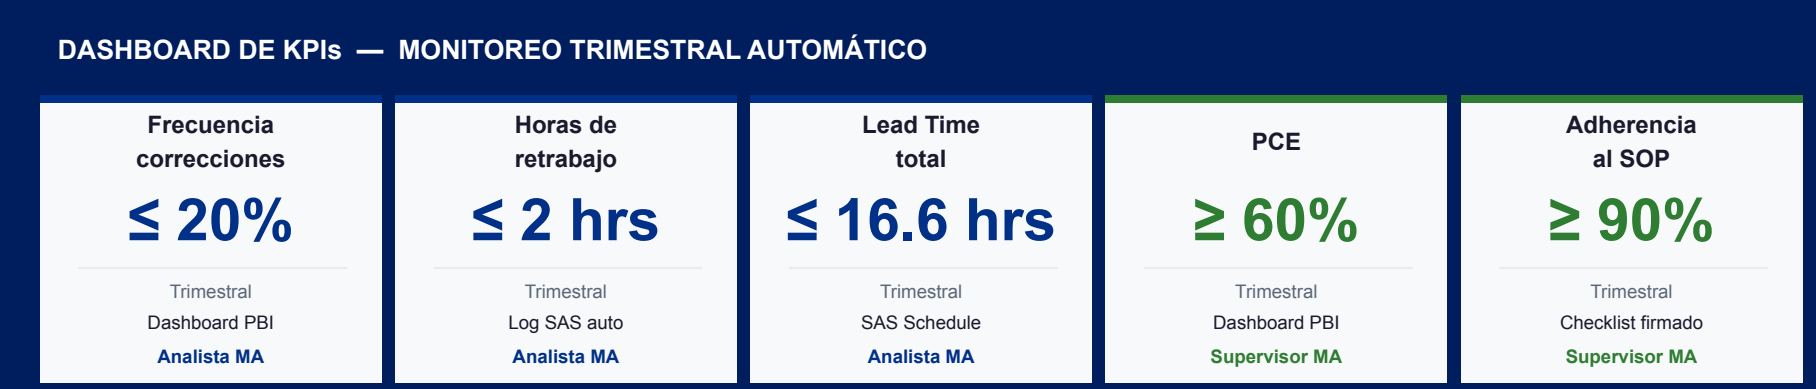 DASHBOARD DE KPIs — MONITOREO TRIMESTRAL AUTOMÁTICO
Frecuencia
correcciones
≤ 20%
Trimestral
Dashboard PBI
Analista MA
Horas de
retrabajo
≤ 2 hrs
Trimestral
Log SAS auto
Analista MA
Lead Time
total
≤ 16.6 hrs
Trimestral
SAS Schedule
Analista MA
PCE
≥ 60%
Trimestral
Dashboard PBI
Supervisor MA
Adherencia
al SOP
≥ 90%
Trimestral
Checklist firmado
Supervisor MA